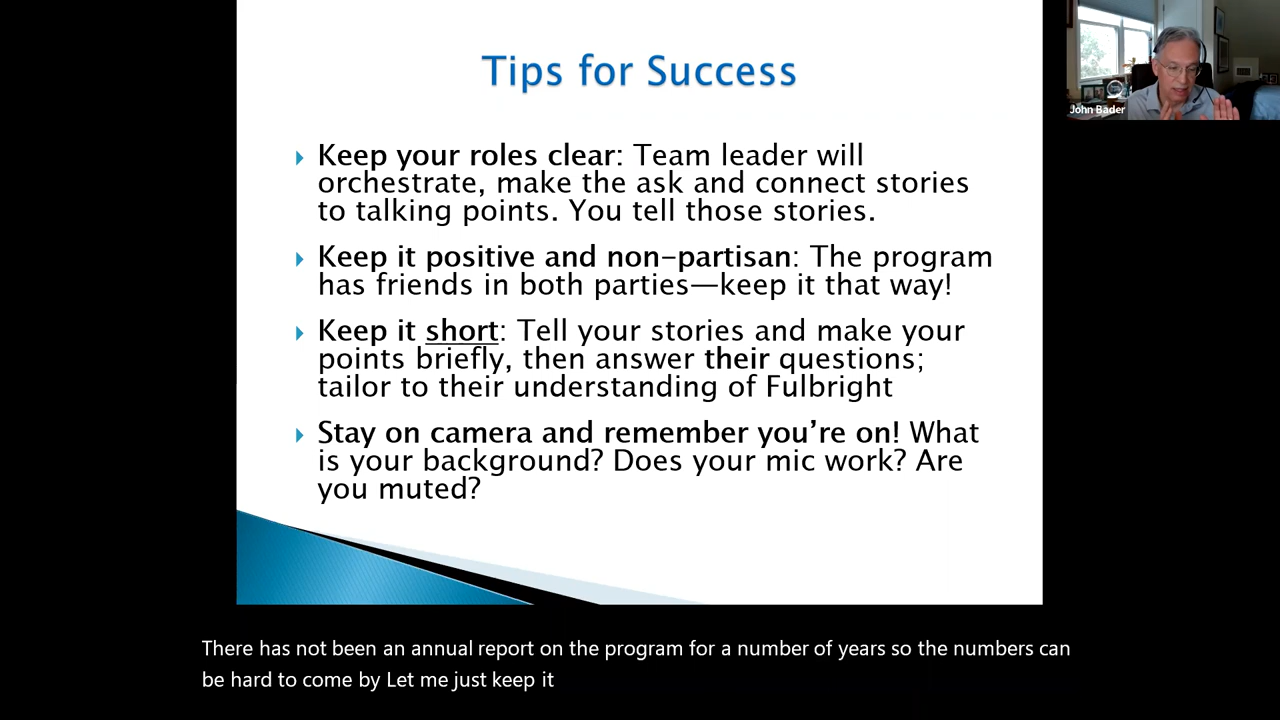 Tips for Success
John Bader
Keep your roles clear: Team leader will
orchestrate, make the ask and connect stories
to talking points. You tell those stories.
Keep it positive and non-partisan: The program
has friends in both parties—keep it that way!
Keep it short: Tell your stories and make your
points briefly, then answer their questions;
tailor to their understanding of Fulbright
Stay on camera and remember you’re on! What
is your background? Does your mic work? Are
you muted?
There has not been an annual report on the program for a number of years so the numbers can
be hard to come by Let me just keep it